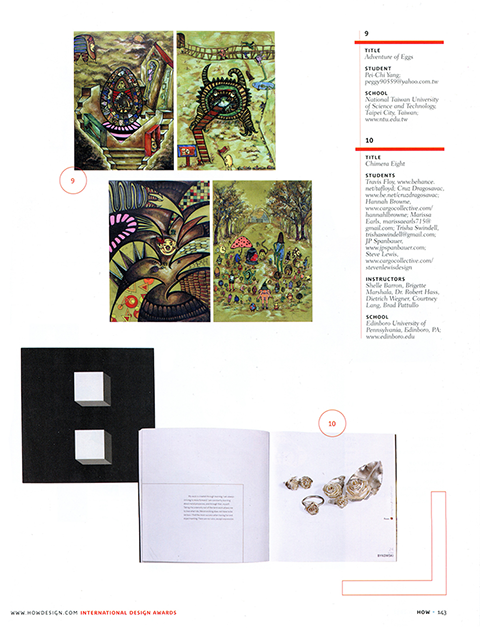 9
TITLE
Adventure of Eggs
STUDENT
Pei-Chi Yang,
peggy90559@yahoo.com.tw
SCHOOL
National Taiwan University
of Science and Technology,
Taipei City, Taiwan;
www.ntu.edu.tw
10
TITLE
Chimera Eight
STUDENTS
Travis Floy, www.behance.
net/tafloyd; Cruz Dragosavac,
www.be.net/cruzdragosavac;
Hannah Browne,
www.cargocollective.com/
hannahlbrowne; Marissa
Earls, marissaearls715@
gmail.com; Trisha Swindell,
trishaswindell@gmail.com;
JP Spanbauer,
www.jpspanbauer.com;
Steve Lewis,
www.cargocollective.com/
stevenlewisdesign
INSTRUCTORS
Shelle Barron, Brigette
Marshala, Dr. Robert Hass,
Dietrich Wegner, Courtney
Lang, Brad Pattullo
SCHOOL
Edinboro University of
Pennsylvania, Edinboro, PA;
www.edinboro.edu
9
10
BYKOWSKI
WWW.HOWDESIGN.COM INTERNATIONAL DESIGN AWARDS
HOW - 143